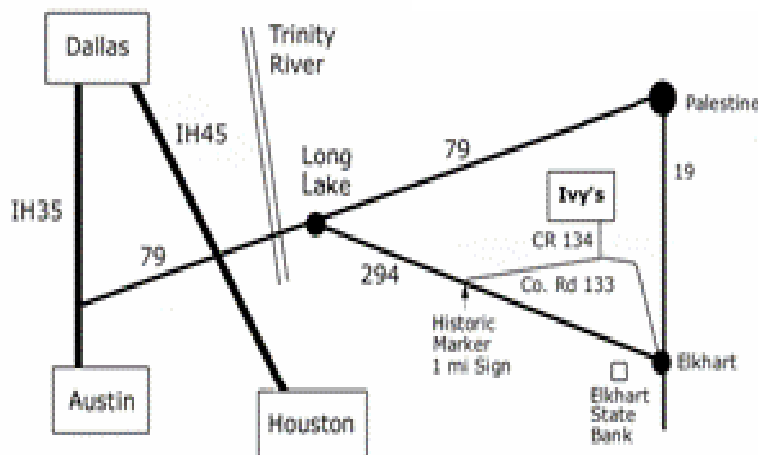 Dallas
Trinity
River
IH45
IH35
Long
Lake
79
Palestine
19
Ivy's
CR 134
79
294
Co. Rd 133
Historic
Marker
1 mi Sign
Elkhart
Elkhart
State
Bank
Austin
Houston